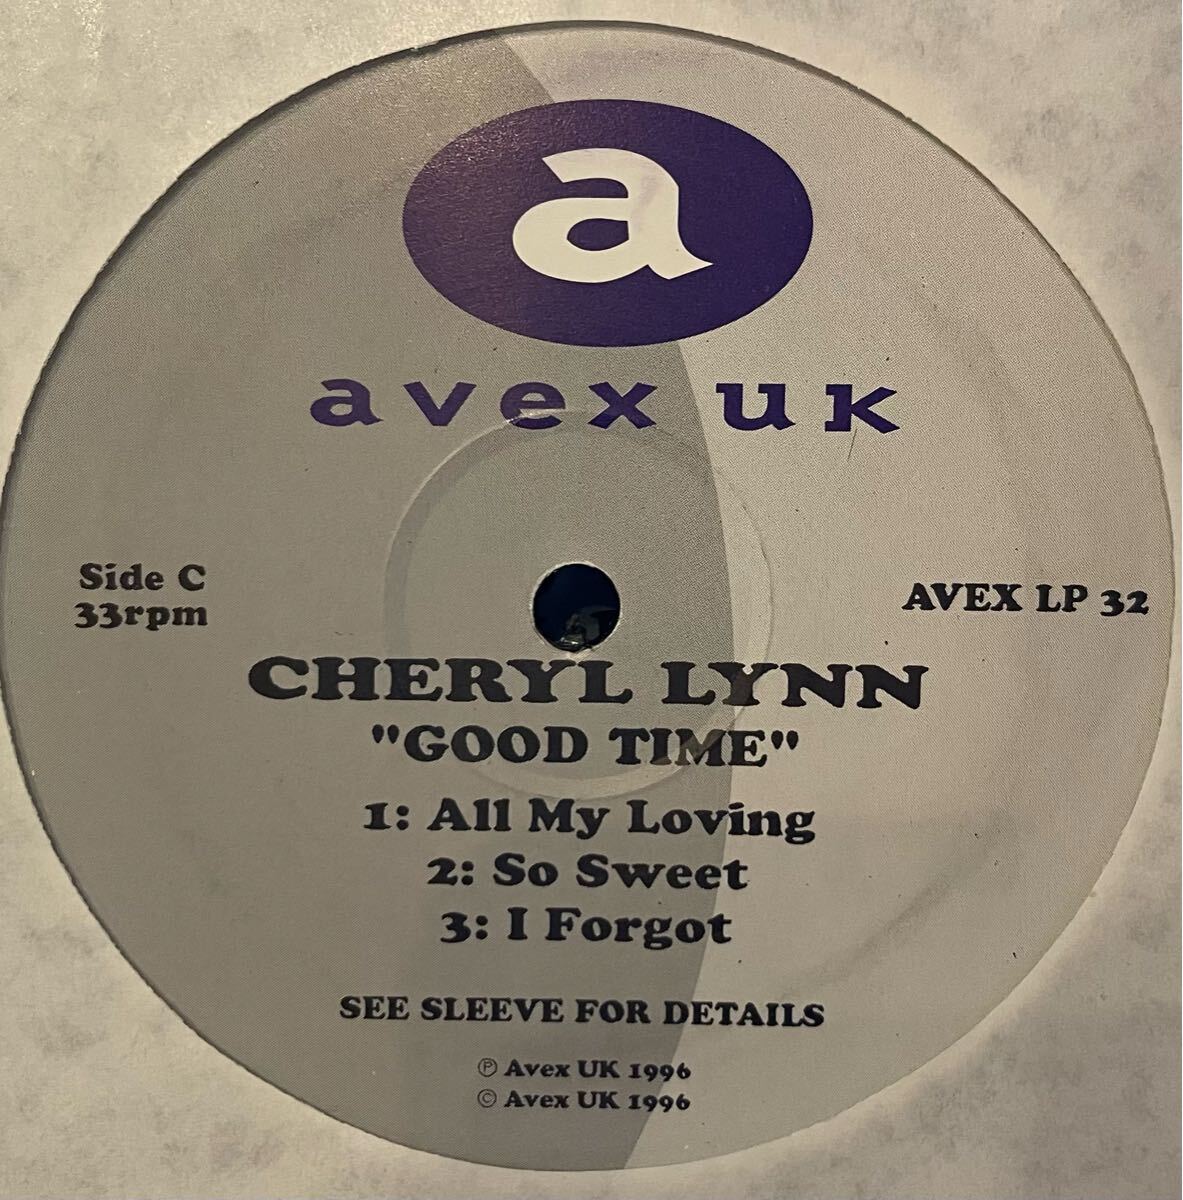 a
avex uk
Side C
33rpm
AVEX LP 32
CHERYL LYNN
"GOOD TIME"
1: All My Loving
2: So Sweet
3: I Forgot
SEE SLEEVE FOR DETAILS
℗ Avex UK 1996
© Avex UK 1996